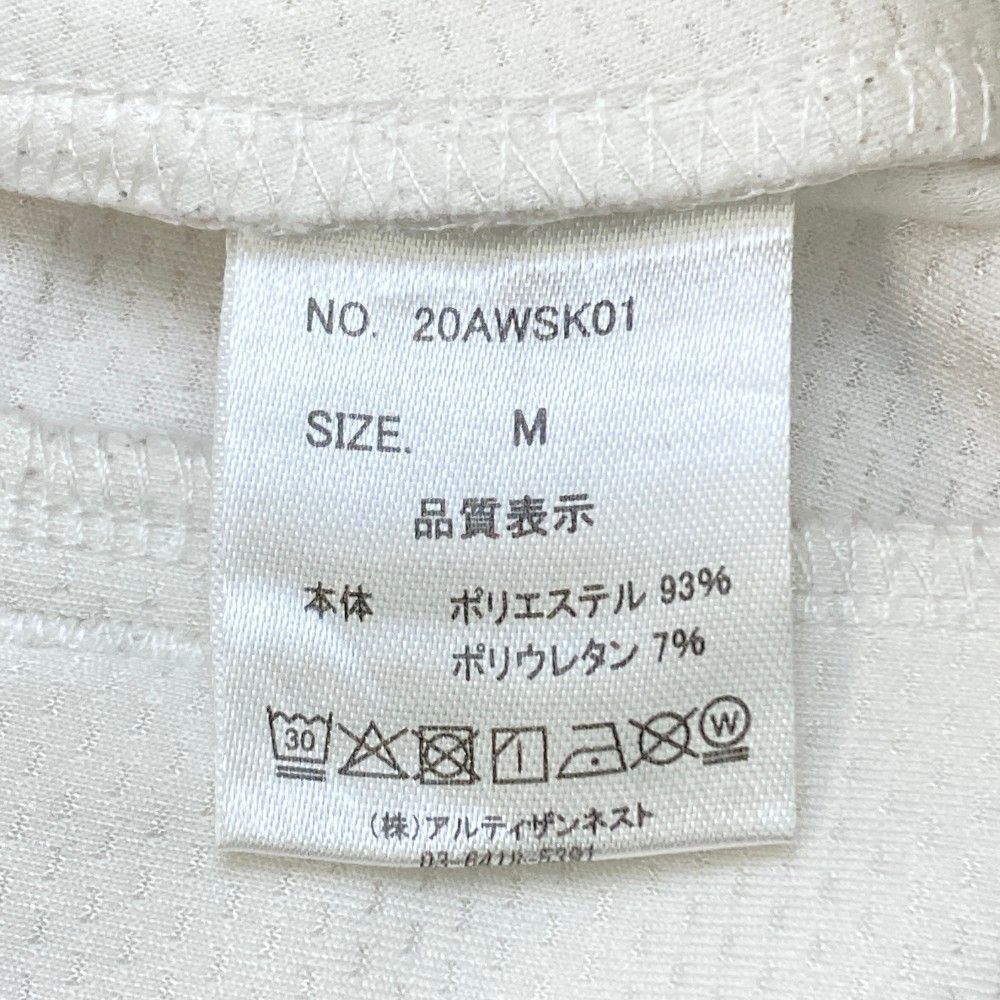 NO. 20AWSK01
SIZE. M
品質表示
本体 ポリエステル 93%
ポリウレタン 7%
30
W
(株)アルティザンネスト